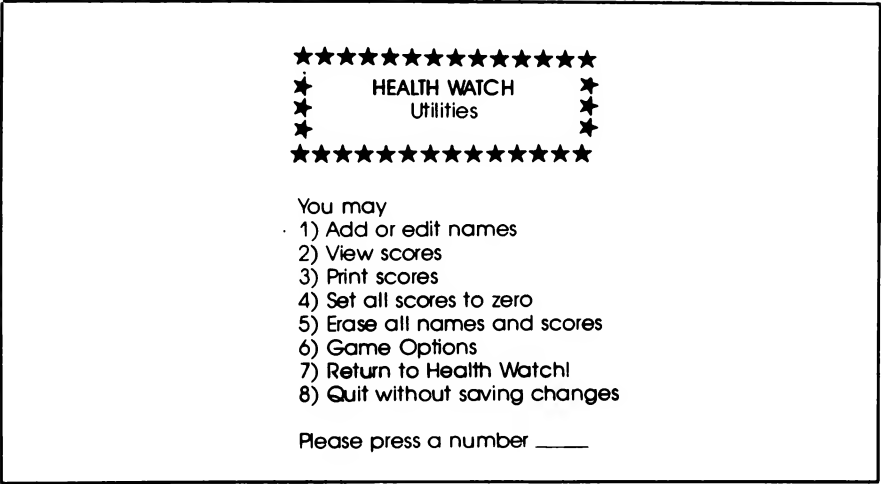 HEALTH WATCH
Utilities
You may
1) Add or edit names
2) View scores
3) Print scores
4) Set all scores to zero
5) Erase all names and scores
6) Game Options
7) Return to Health Watch!
8) Quit without saving changes
Please press a number _____